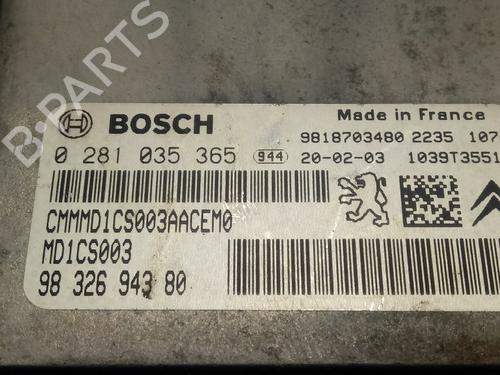 B-PARTS
BOSCH
Made in France
9818703480 2235 107
0 281 035 365 944 20-02-03 1039T3551
CMMMD1CS003AACEM0
MD1CS003
98 326 943 80